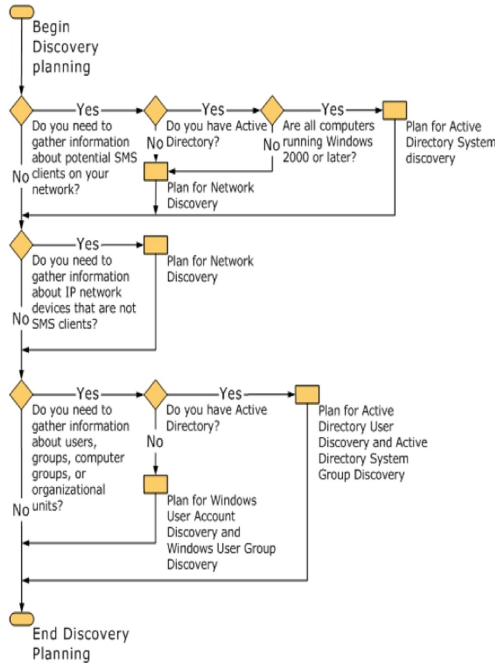 Begin
Discovery
planning
Yes
Yes
Yes
Do you need to
gather information
about potential SMS
clients on your
network?
No
Do you have Active
Directory?
No
Are all computers
running Windows
2000 or later?
No
Plan for Active
Directory System
discovery
Plan for Network
Discovery
Yes
Do you need to
gather information
about IP network
devices that are not
SMS clients?
No
Plan for Network
Discovery
Yes
Yes
Do you need to
gather information
about users,
groups, computer
groups, or
organizational
units?
No
Do you have Active
Directory?
No
Plan for Active
Directory User
Discovery and Active
Directory System
Group Discovery
Plan for Windows
User Account
Discovery and
Windows User Group
Discovery
End Discovery
Planning